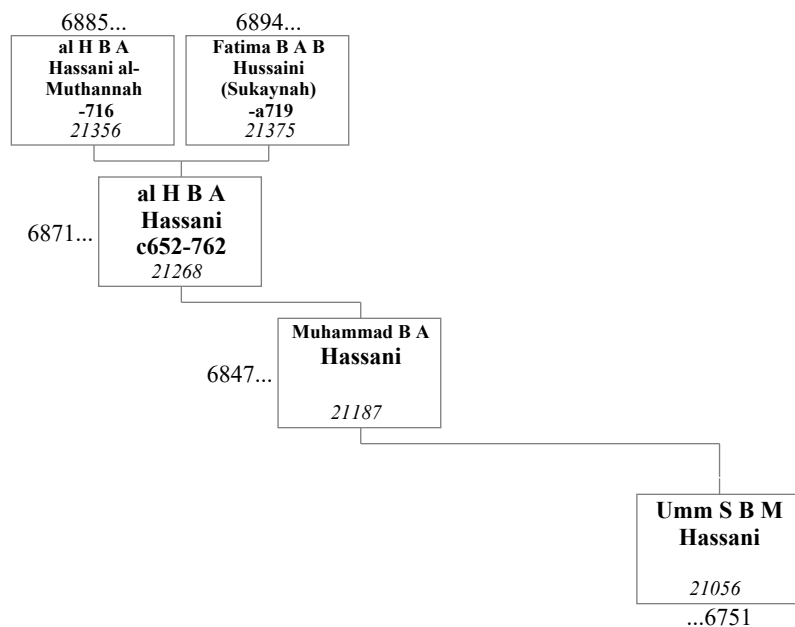 6885...
al H B A
Hassani al-
Muthannah
-716
21356
6894...
Fatima B A B
Hussaini
(Sukaynah)
-a719
21375
6871...
al H B A
Hassani
c652-762
21268
6847...
Muhammad B A
Hassani
21187
Umm S B M
Hassani
21056
...6751